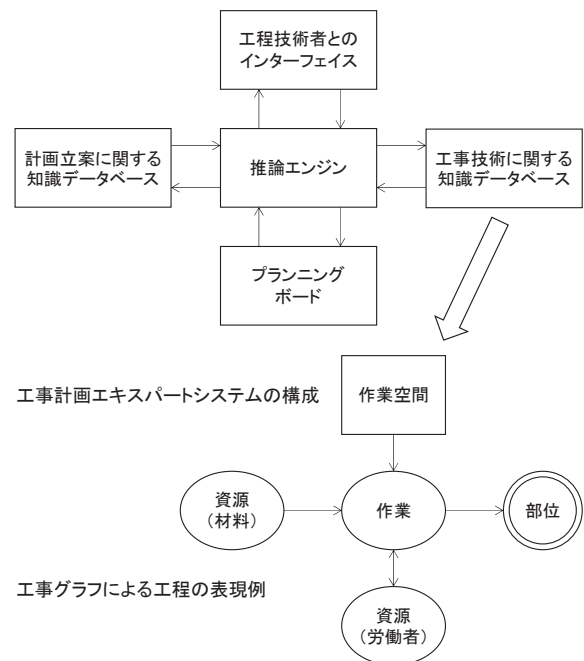 工程技術者との
インターフェイス
計画立案に関する
知識データベース
推論エンジン
工事技術に関する
知識データベース
プランニング
ボード
工事計画エキスパートシステムの構成
作業空間
資源
（材料）
作業
部位
工事グラフによる工程の表現例
資源
（労働者）